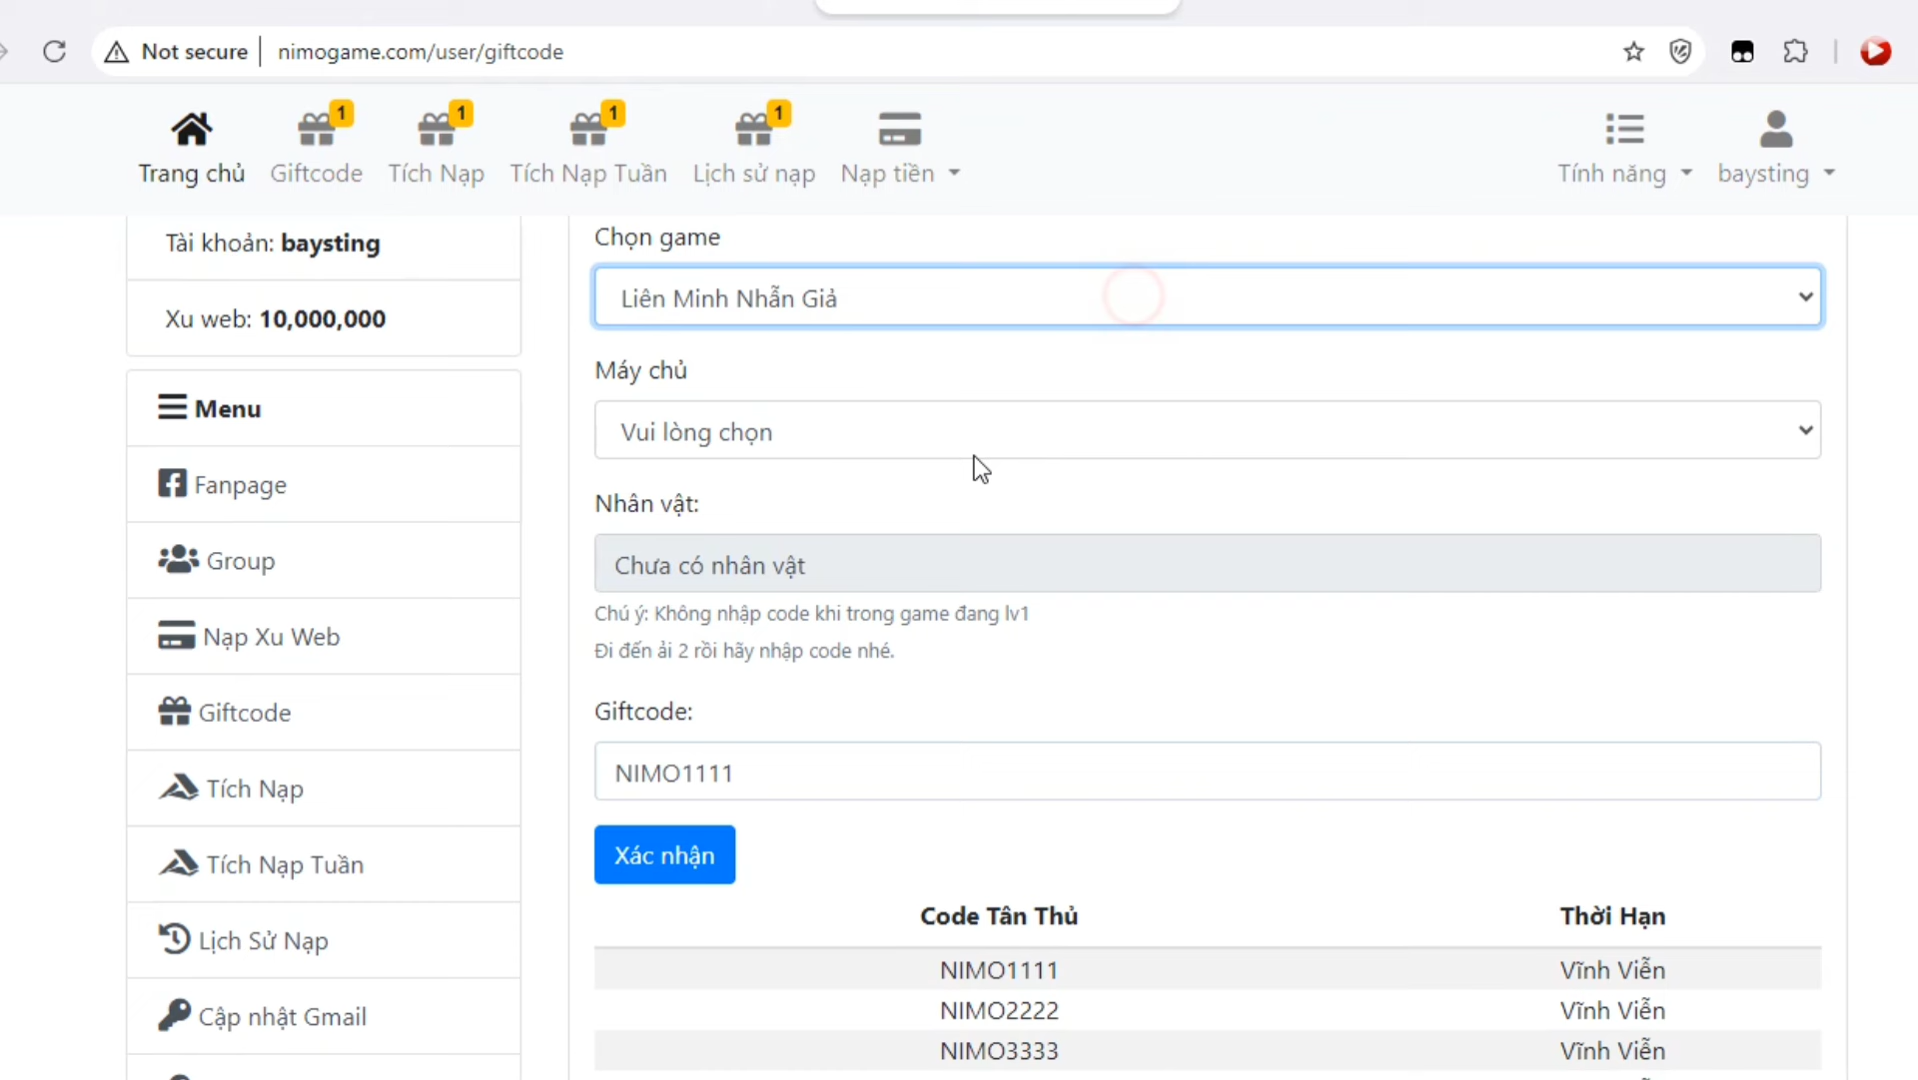 Not secure
nimogame.com/user/giftcode
1
1
1
1
Trang chủ
Giftcode
Tích Nạp
Tích Nạp Tuần
Lịch sử nạp
Nạp tiền
Tính năng
baysting
Tài khoản: baysting
Xu web: 10,000,000
Menu
Fanpage
Group
Nạp Xu Web
Giftcode
Tích Nạp
Tích Nạp Tuần
Lịch Sử Nạp
Cập nhật Gmail
Chọn game
Liên Minh Nhẫn Giả
Máy chủ
Vui lòng chọn
Nhân vật:
Chưa có nhân vật
Chú ý: Không nhập code khi trong game đang lv1
Đi đến ải 2 rồi hãy nhập code nhé.
Giftcode:
NIMO1111
Xác nhận
Code Tân Thủ Thời Hạn
NIMO1111 Vĩnh Viễn
NIMO2222 Vĩnh Viễn
NIMO3333 Vĩnh Viễn